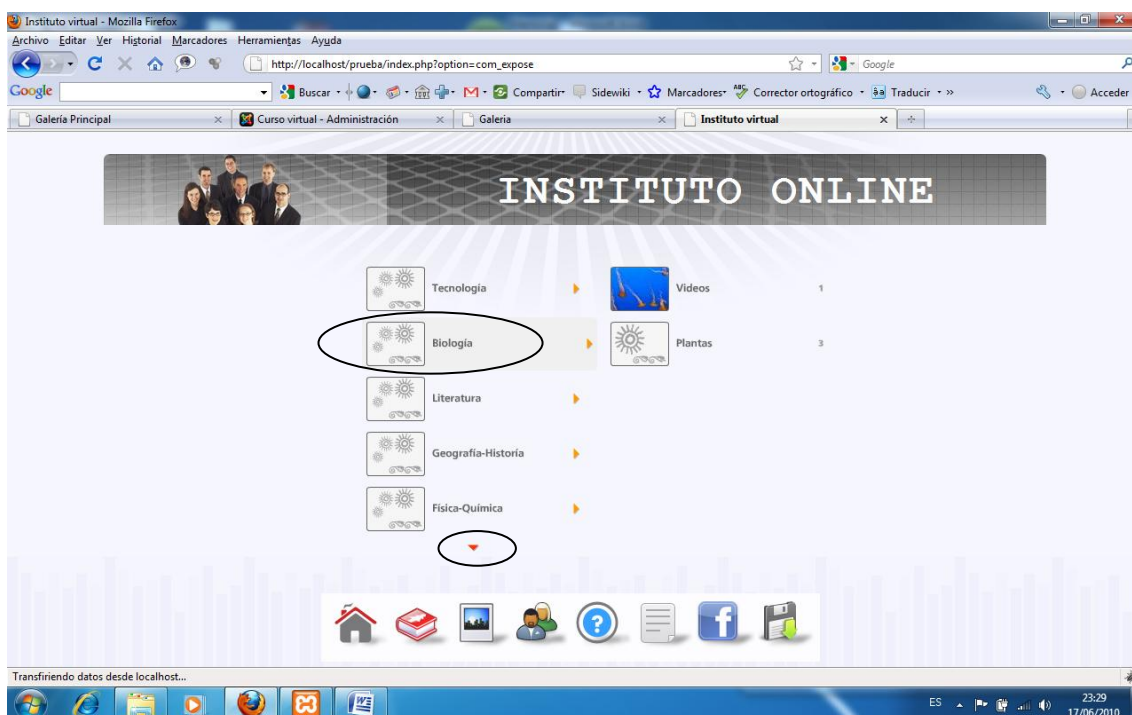 Instituto virtual - Mozilla Firefox
Archivo Editar Ver Historial Marcadores Herramientas Ayuda
http://localhost/prueba/index.php?option=com_expose
Google
Google
Buscar
Compartir
Sidewiki
Marcadores
Corrector ortográfico
Traducir
»
Acceder
Galería Principal
Curso virtual - Administración
Galeria
Instituto virtual
INSTITUTO ONLINE
Tecnología
Videos 1
Biología
Plantas 3
Literatura
Geografía-Historía
Física-Química
Transfiriendo datos desde localhost...
ES
23:29
17/06/2010